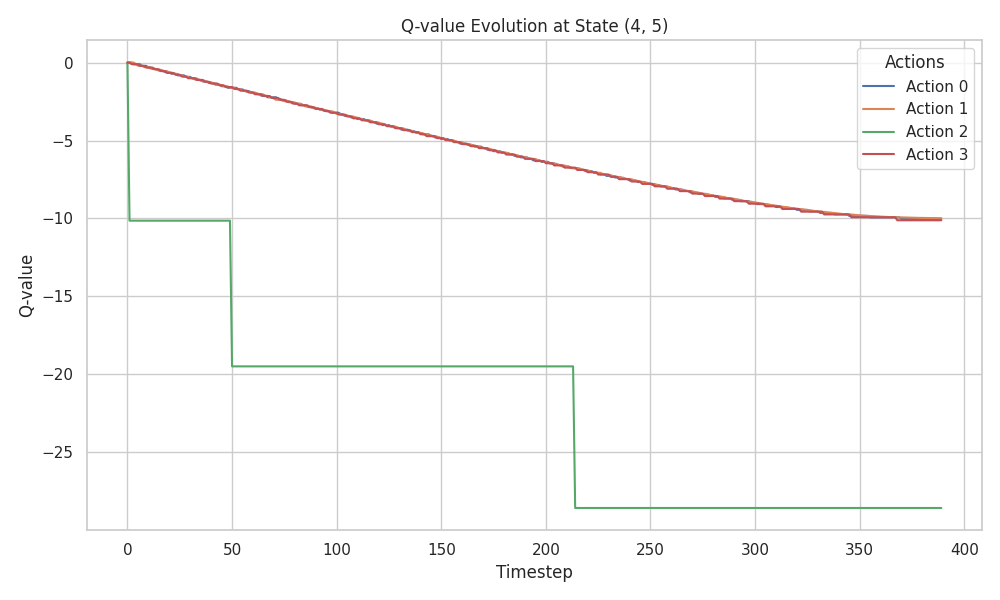 Q-value Evolution at State (4, 5)
Actions
Action 0
Action 1
Action 2
Action 3
Q-value
0
−5
−10
−15
−20
−25
0 50 100 150 200 250 300 350 400
Timestep